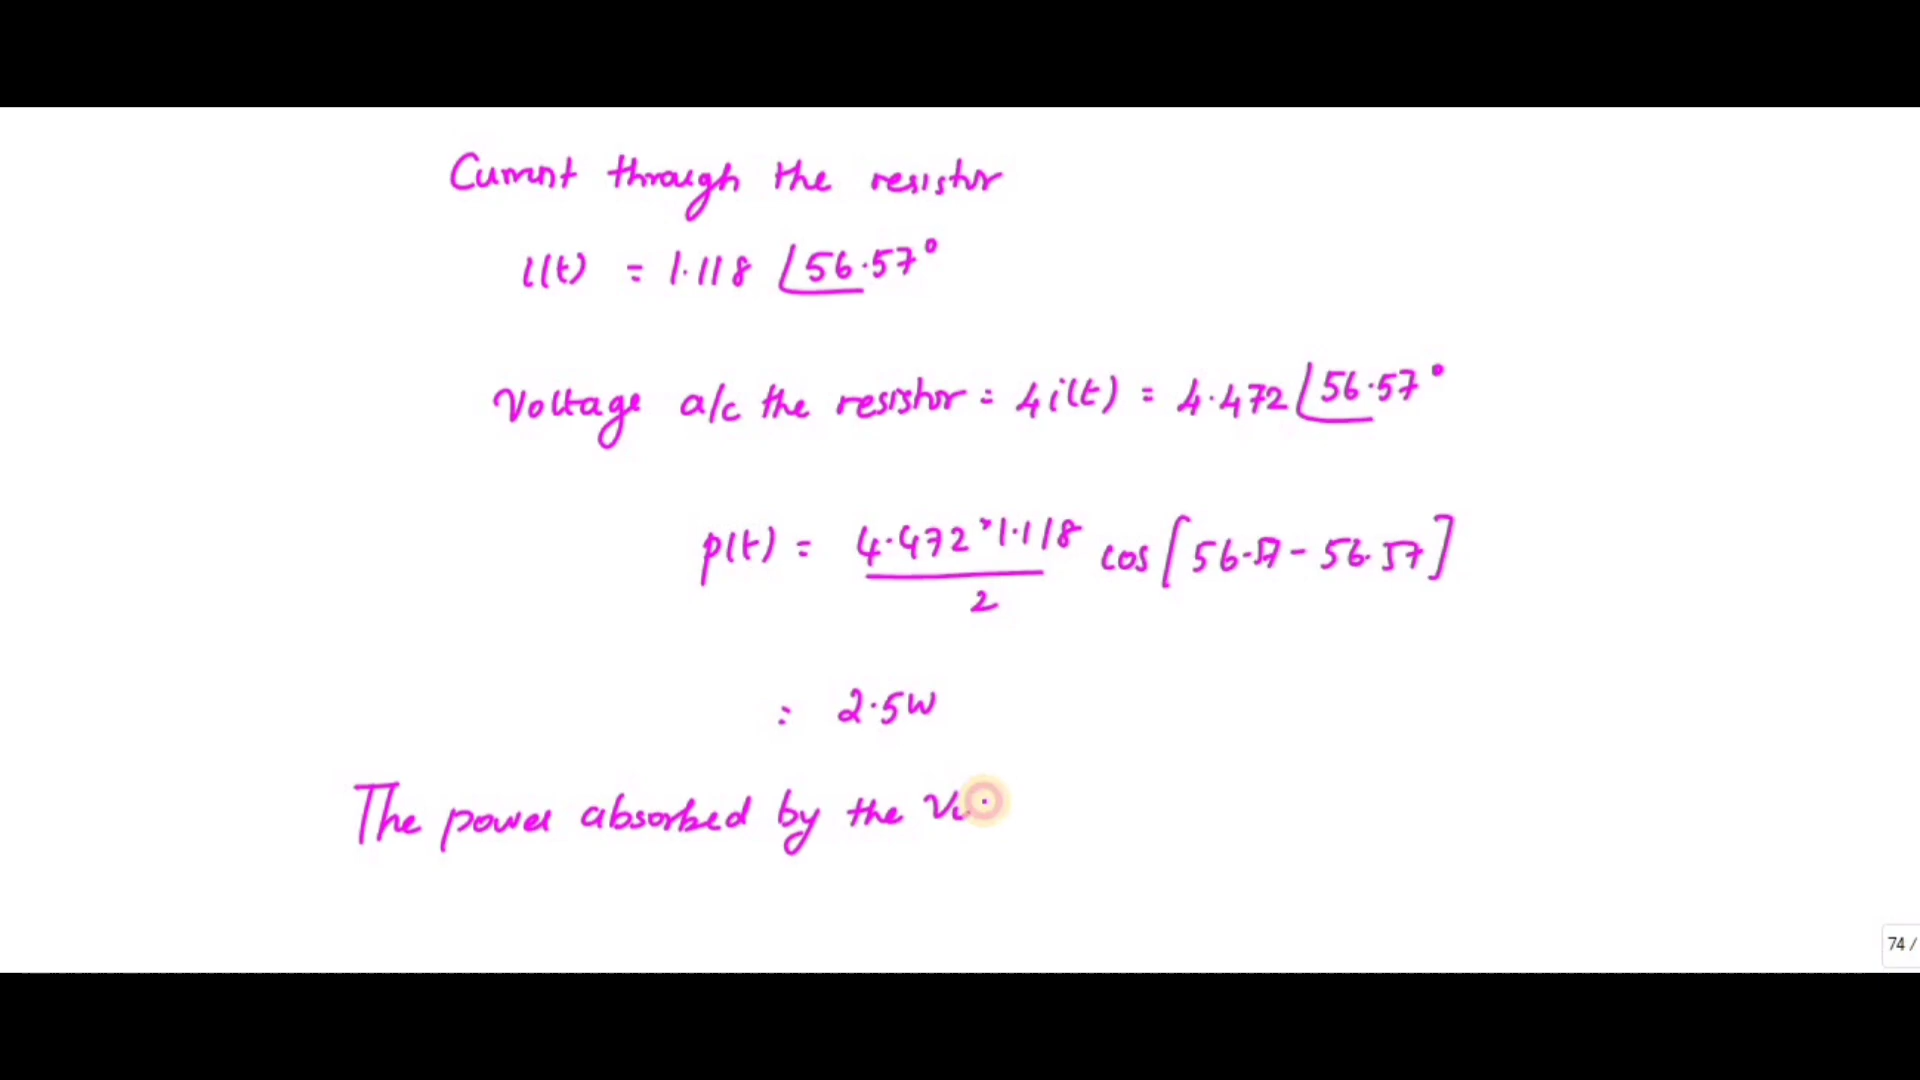 Current through the resistor
i(t) = 1.118 ∠56.57°
Voltage a/c the resistor = 4i(t) = 4.472 ∠56.57°
p(t) = 4.472*1.118/2 cos[56.57 - 56.57]
= 2.5W
The power absorbed by the
74 /